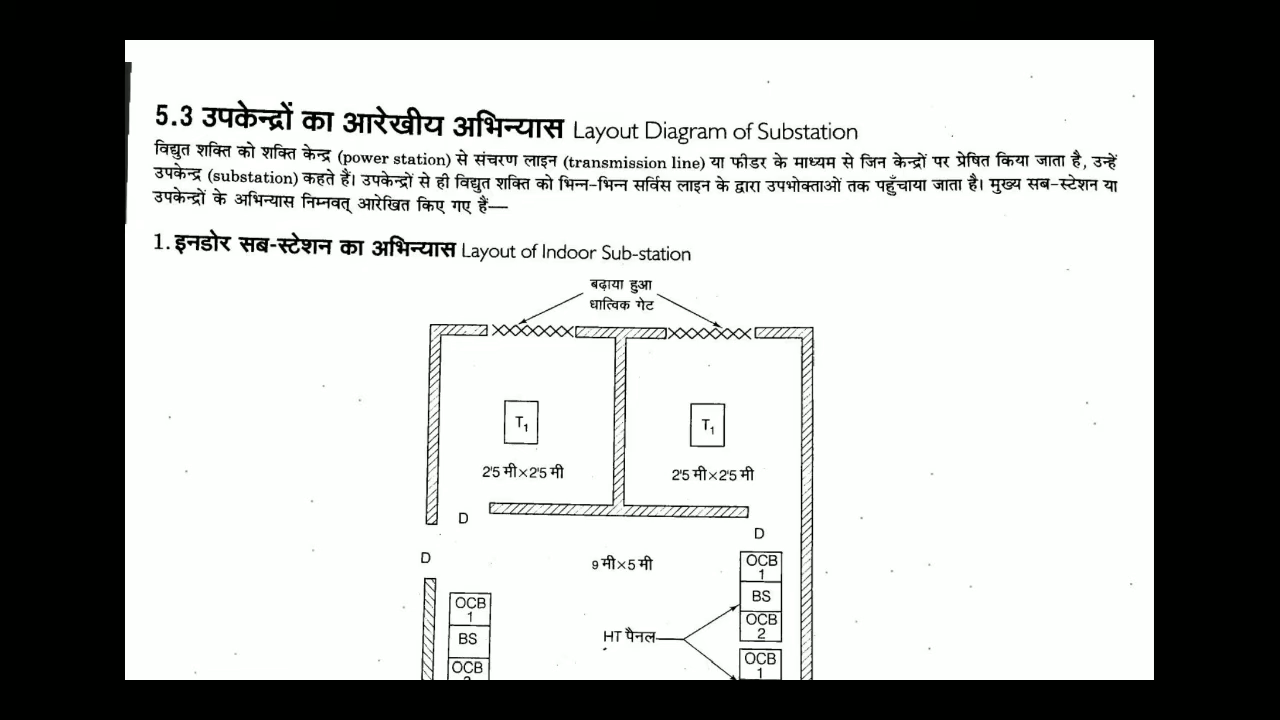 5.3 उपकेन्द्रों का आरेखीय अभिन्यास Layout Diagram of Substation
विद्युत शक्ति को शक्ति केन्द्र (power station) से संचरण लाइन (transmission line) या फीडर के माध्यम से जिन केन्द्रों पर प्रेषित किया जाता है, उन्हें
उपकेन्द्र (substation) कहते हैं। उपकेन्द्रों से ही विद्युत शक्ति को भिन्न-भिन्न सर्विस लाइन के द्वारा उपभोक्ताओं तक पहुँचाया जाता है। मुख्य सब-स्टेशन या
उपकेन्द्रों के अभिन्यास निम्नवत् आरेखित किए गए हैं—
1. इनडोर सब-स्टेशन का अभिन्यास Layout of Indoor Sub-station
बढ़ाया हुआ
धात्विक गेट
T1 T1
2'5 मी×2'5 मी 2'5 मी×2'5 मी
D
D
D
9 मी×5 मी
OCB
1
BS
OCB
2
HT पैनल
OCB
1
BS
OCB
OCB
1